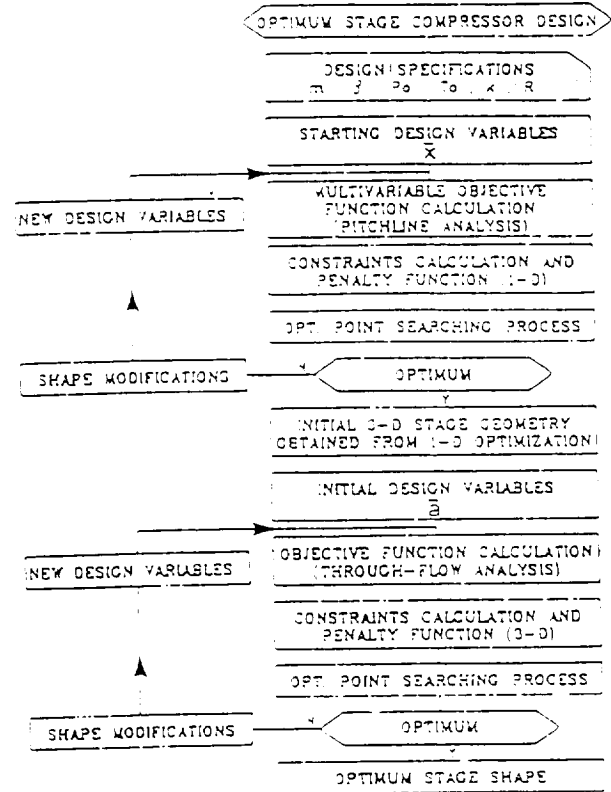 OPTIMUM STAGE COMPRESSOR DESIGN
DESIGN SPECIFICATIONS
m Po To κ R
STARTING DESIGN VARIABLES
x̄
NEW DESIGN VARIABLES
MULTIVARIABLE OBJECTIVE
FUNCTION CALCULATION
(PITCHLINE ANALYSIS)
CONSTRAINTS CALCULATION AND
PENALTY FUNCTION (1-D)
OPT. POINT SEARCHING PROCESS
SHAPE MODIFICATIONS
N
OPTIMUM
Y
INITIAL 3-D STAGE GEOMETRY
(OBTAINED FROM 1-D OPTIMIZATION)
INITIAL DESIGN VARIABLES
ā
NEW DESIGN VARIABLES
OBJECTIVE FUNCTION CALCULATION
(THROUGH-FLOW ANALYSIS)
CONSTRAINTS CALCULATION AND
PENALTY FUNCTION (3-D)
OPT. POINT SEARCHING PROCESS
SHAPE MODIFICATIONS
N
OPTIMUM
Y
OPTIMUM STAGE SHAPE